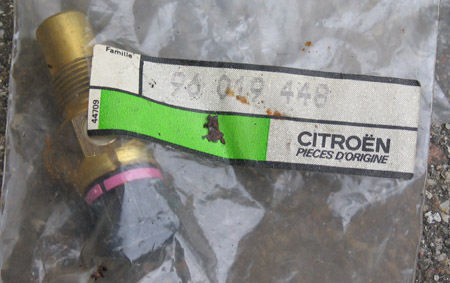 Famille
96 019 448
44709
CITROËN
PIECES D'ORIGINE